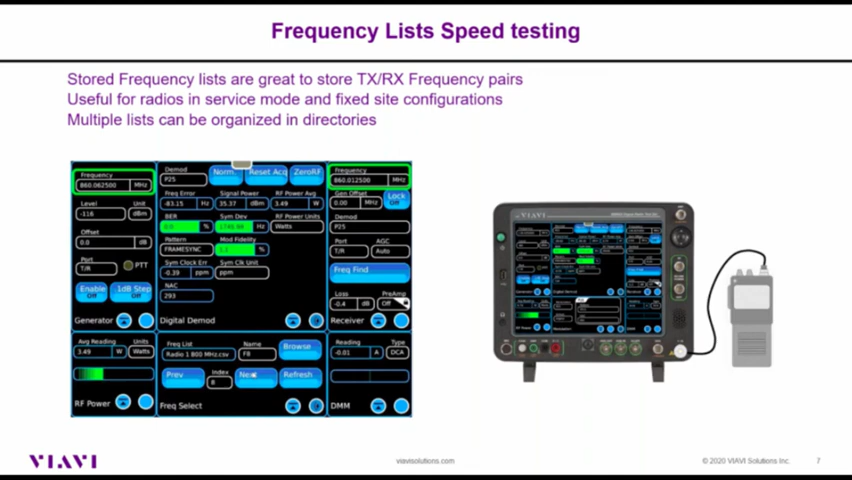 Frequency Lists Speed testing
Stored Frequency lists are great to store TX/RX Frequency pairs
Useful for radios in service mode and fixed site configurations
Multiple lists can be organized in directories
Frequency
860.062500 MHz
Level Unit
-116 dBm
Offset
0.0 dB
Port
T/R PTT
Enable 1dB Step
Off Off
Generator
Demod
P25
Norm. Reset Acq ZeroRF
Freq Error Signal Power RF Power Avg
-83.15 Hz 35.37 dBm 3.49 W
BER Sym Dev RF Power Units
% Hz Watts
Pattern Mod Fidelity
FRAMESYNC %
Sym Clock Err Sym Clk Unit
-0.39 ppm ppm
NAC
293
Digital Demod
Frequency
860.012500 MHz
Gen Offset Lock
0.00 MHz Off
Demod
P25
Port AGC
T/R Auto
Freq Find
Loss PreAmp
-0.4 dB Off
Receiver
Avg Reading Units
3.49 W Watts
RF Power
Freq List Name
Radio 1 800 MHz.csv F8 Browse
Prev Index Next Refresh
8
Freq Select
Reading Type
-0.01 A DCA
DMM
VIAVI
VIAVI
viavisolutions.com
© 2020 VIAVI Solutions Inc.
7